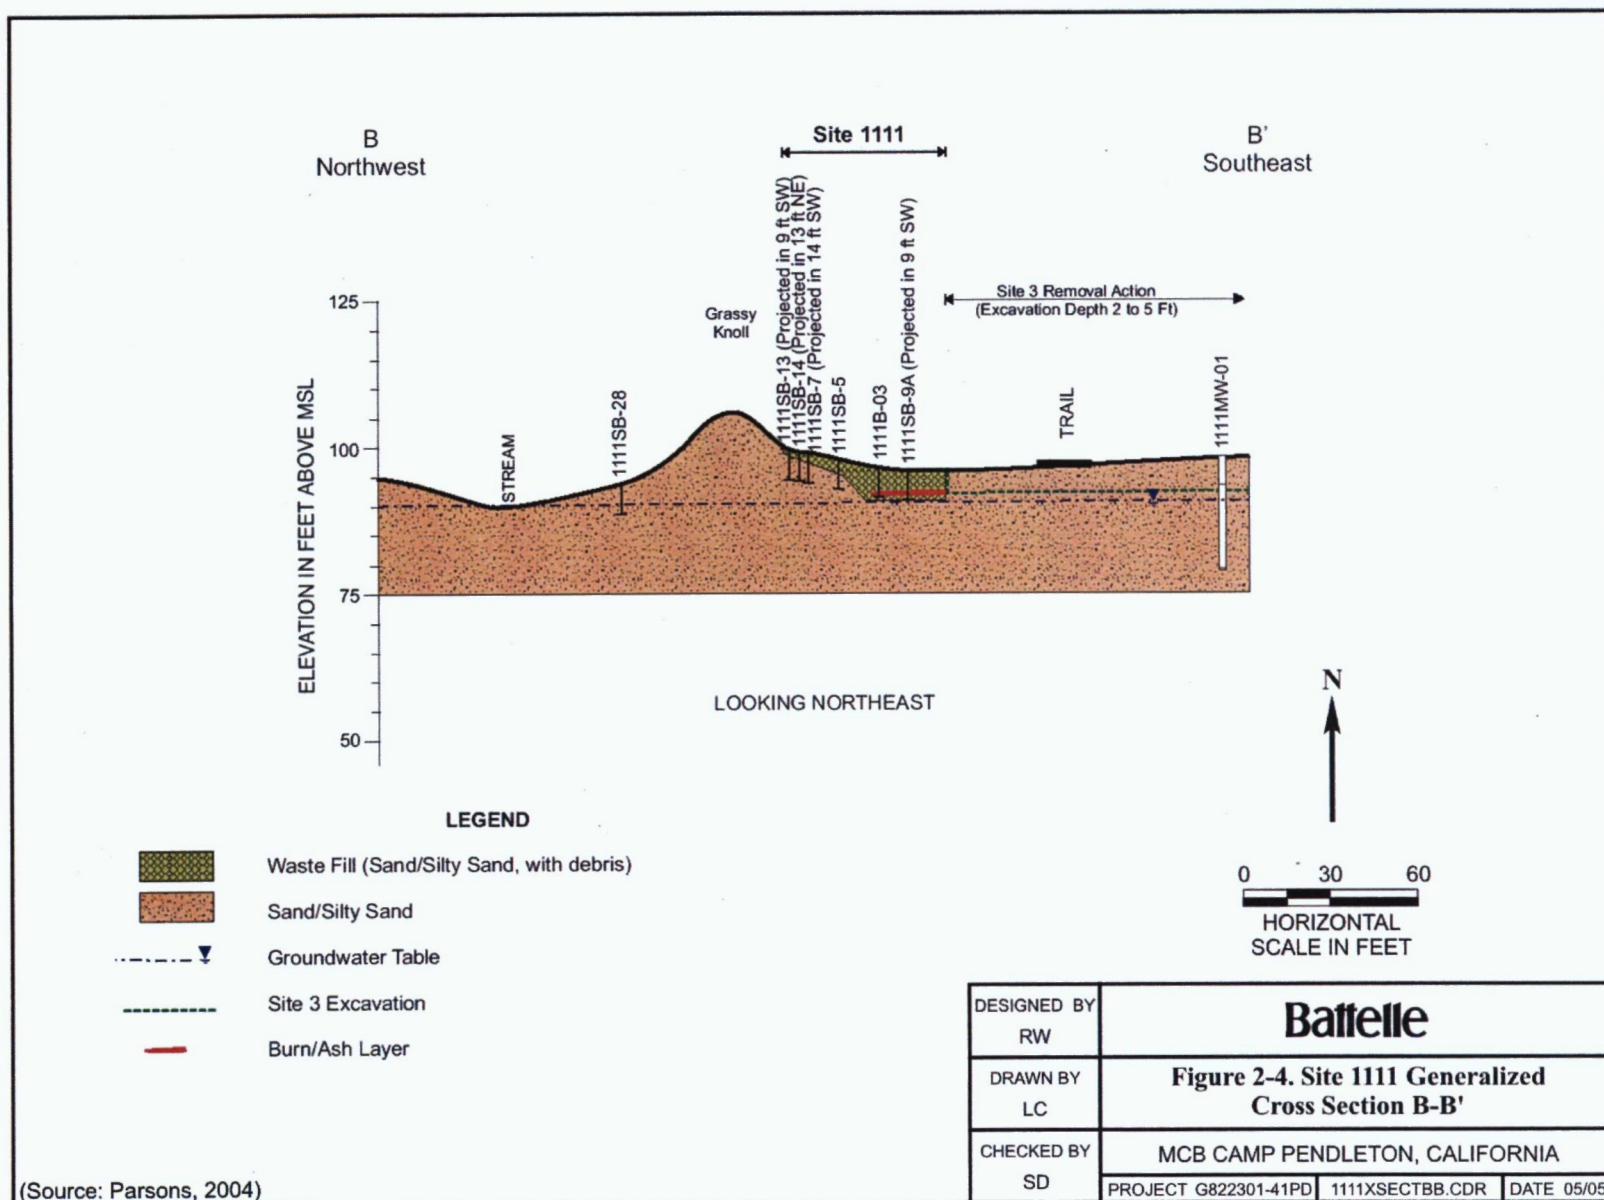 B
Northwest
Site 1111
B'
Southeast
1111SB-13 (Projected in 9 ft SW)
1111SB-14 (Projected in 13 ft NE)
1111SB-7 (Projected in 14 ft SW)
1111SB-5
1111B-03
1111SB-9A (Projected in 9 ft SW)
Site 3 Removal Action
(Excavation Depth 2 to 5 Ft)
Grassy
Knoll
125
100
75
50
ELEVATION IN FEET ABOVE MSL
STREAM
1111SB-28
TRAIL
1111MW-01
LOOKING NORTHEAST
N
LEGEND
Waste Fill (Sand/Silty Sand, with debris)
Sand/Silty Sand
Groundwater Table
Site 3 Excavation
Burn/Ash Layer
0 30 60
HORIZONTAL
SCALE IN FEET
DESIGNED BY
RW
Battelle
DRAWN BY
LC
Figure 2-4. Site 1111 Generalized
Cross Section B-B'
CHECKED BY
SD
MCB CAMP PENDLETON, CALIFORNIA
PROJECT G822301-41PD
1111XSECTBB.CDR
DATE 05/05
(Source: Parsons, 2004)